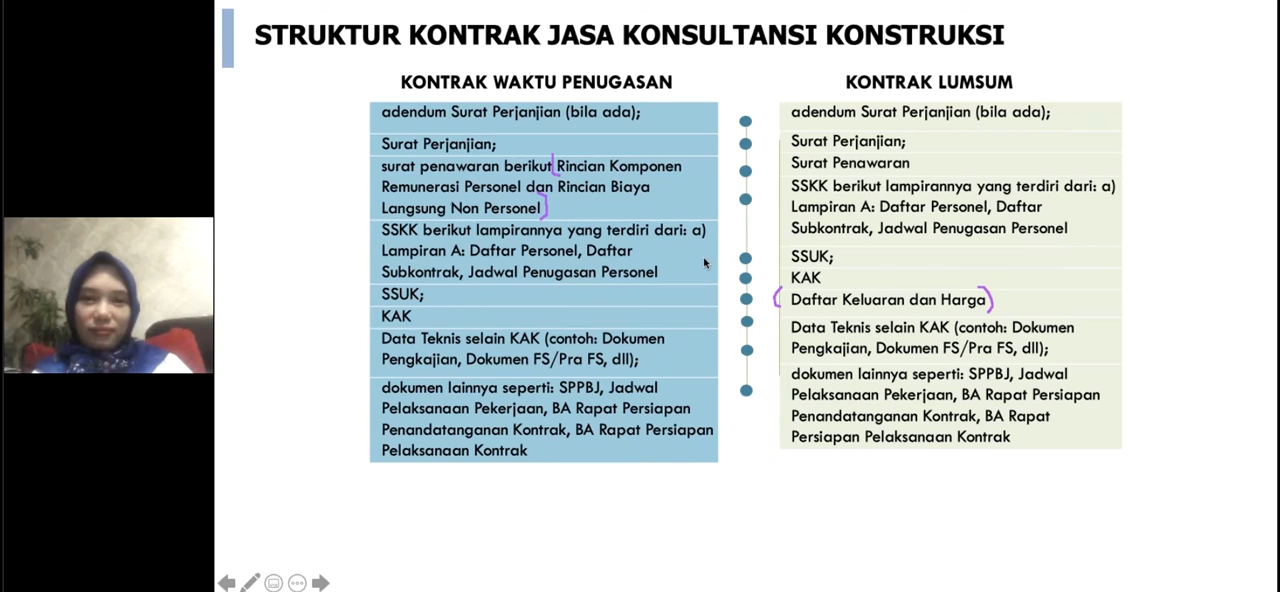 STRUKTUR KONTRAK JASA KONSULTANSI KONSTRUKSI
KONTRAK WAKTU PENUGASAN
adendum Surat Perjanjian (bila ada);
Surat Perjanjian;
surat penawaran berikut Rincian Komponen
Remunerasi Personel dan Rincian Biaya
Langsung Non Personel
SSKK berikut lampirannya yang terdiri dari: a)
Lampiran A: Daftar Personel, Daftar
Subkontrak, Jadwal Penugasan Personel
SSUK;
KAK
Data Teknis selain KAK (contoh: Dokumen
Pengkajian, Dokumen FS/Pra FS, dll);
dokumen lainnya seperti: SPPBJ, Jadwal
Pelaksanaan Pekerjaan, BA Rapat Persiapan
Penandatanganan Kontrak, BA Rapat Persiapan
Pelaksanaan Kontrak
KONTRAK LUMSUM
adendum Surat Perjanjian (bila ada);
Surat Perjanjian;
Surat Penawaran
SSKK berikut lampirannya yang terdiri dari: a)
Lampiran A: Daftar Personel, Daftar
Subkontrak, Jadwal Penugasan Personel
SSUK;
KAK
Daftar Keluaran dan Harga
Data Teknis selain KAK (contoh: Dokumen
Pengkajian, Dokumen FS/Pra FS, dll);
dokumen lainnya seperti: SPPBJ, Jadwal
Pelaksanaan Pekerjaan, BA Rapat Persiapan
Penandatanganan Kontrak, BA Rapat
Persiapan Pelaksanaan Kontrak